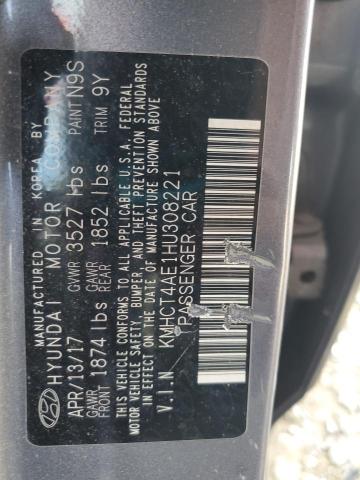 MANUFACTURED IN KOREA BY
HYUNDAI MOTOR COMPANY
APR/13/17 GVWR 3527 lbs PAINT N9S
GAWR FRONT 1874 lbs GAWR REAR 1852 lbs TRIM 9Y
THIS VEHICLE CONFORMS TO ALL APPLICABLE U.S.A. FEDERAL
MOTOR VEHICLE SAFETY, BUMPER, AND THEFT PREVENTION STANDARDS
IN EFFECT ON THE DATE OF MANUFACTURE SHOWN ABOVE.
V.I.N KMHCT4AE1HU308221
PASSENGER CAR